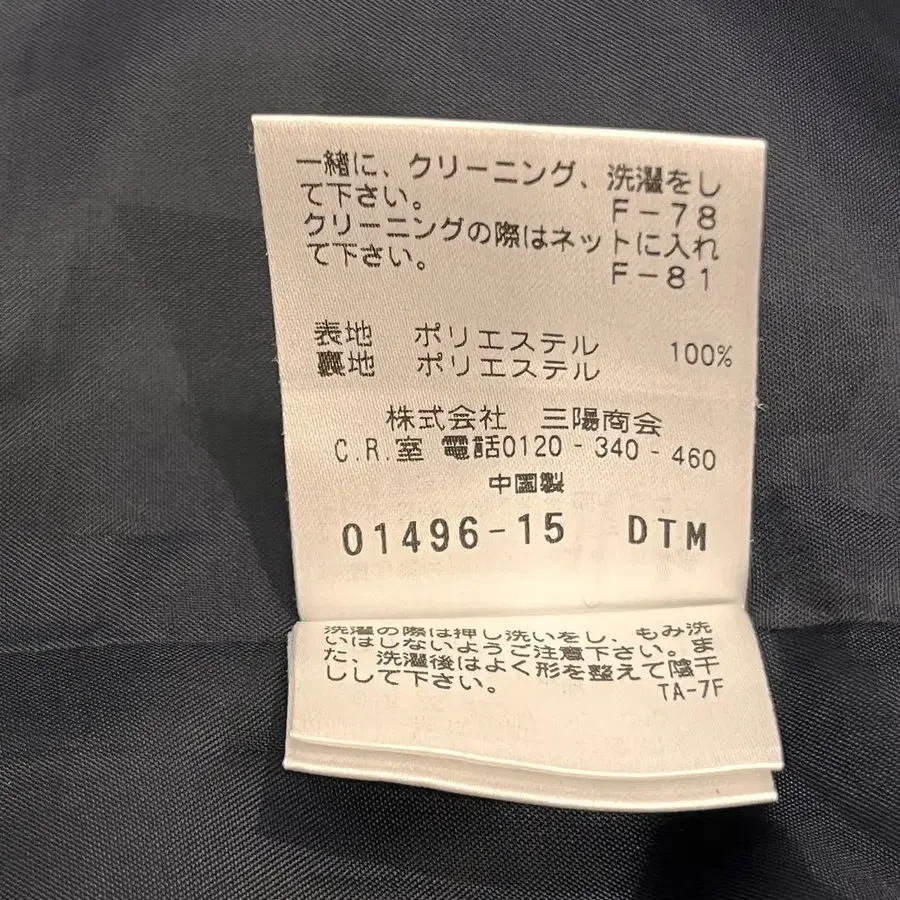 一緒に、クリーニング、洗濯をし
て下さい。 F-78
クリーニングの際はネットに入れ
て下さい。 F-81
表地 ポリエステル 100%
裏地 ポリエステル
株式会社 三陽商会
C.R.室 電話0120-340-460
中国製
01496-15 DTM
洗濯の際は押し洗いをし、もみ洗
いはしないようご注意下さい。ま
た、洗濯後はよく形を整えて陰干
しして下さい。 TA-7F